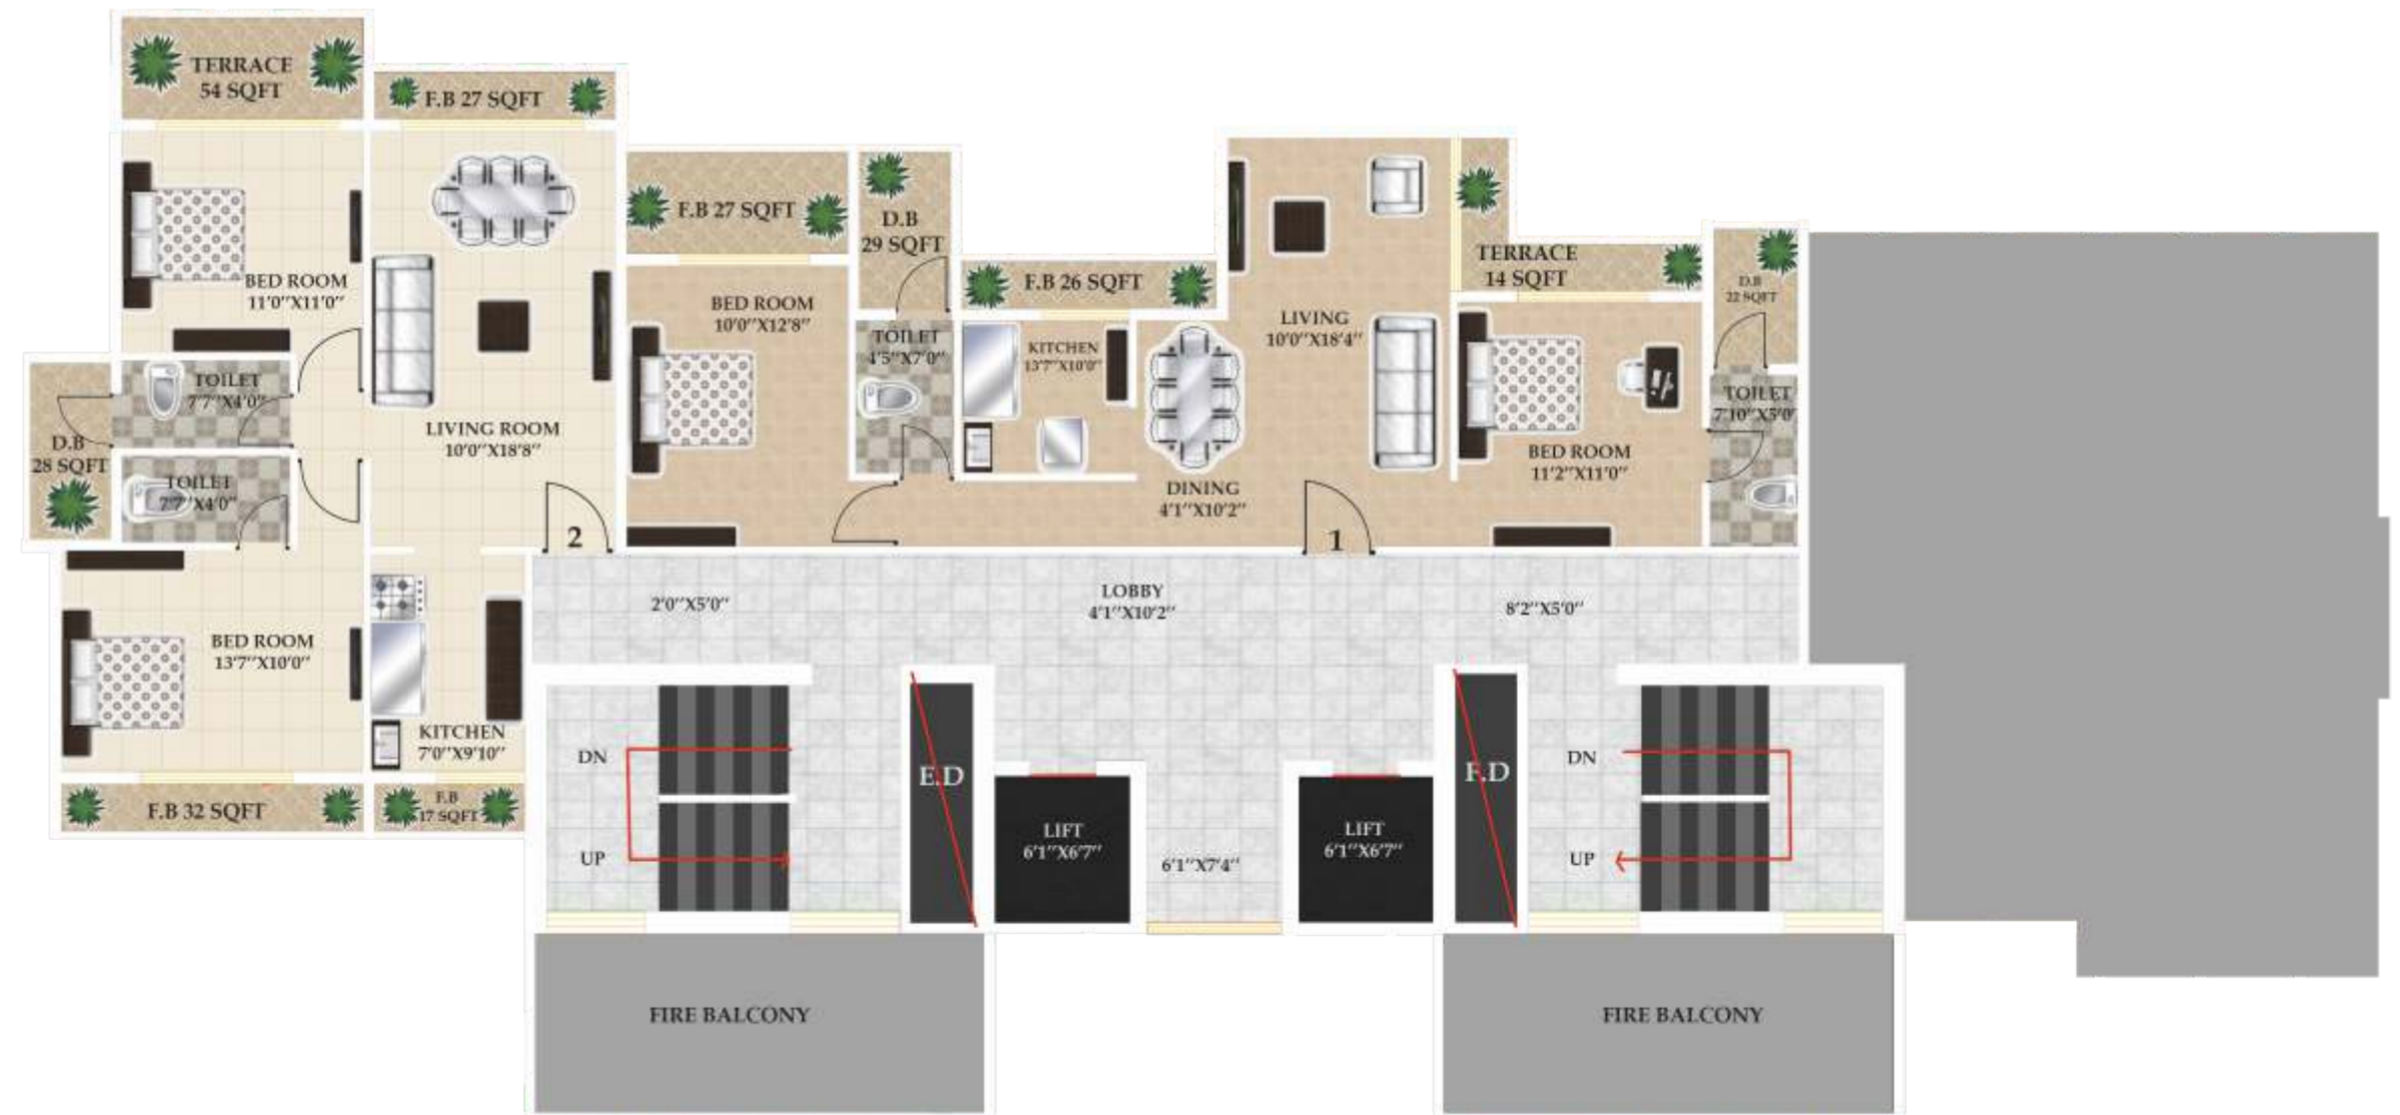 TERRACE
54 SQFT
F.B 27 SQFT
BED ROOM
11'0''X11'0''
TOILET
7'7''X4'0''
D.B
28 SQFT
TOILET
7'7''X4'0''
LIVING ROOM
10'0''X18'8''
2
BED ROOM
13'7''X10'0''
KITCHEN
7'0''X9'10''
F.B 32 SQFT
F.B
17 SQFT
F.B 27 SQFT
D.B
29 SQFT
BED ROOM
10'0''X12'8''
TOILET
4'5''X7'0''
F.B 26 SQFT
KITCHEN
13'7''X10'0''
DINING
4'1''X10'2''
LIVING
10'0''X18'4''
1
TERRACE
14 SQFT
BED ROOM
11'2''X11'0''
D.B
22 SQFT
TOILET
7'10''X5'0'
2'0''X5'0''
LOBBY
4'1''X10'2''
8'2''X5'0''
DN
UP
E.D
LIFT
6'1''X6'7''
6'1''X7'4''
LIFT
6'1''X6'7''
F.D
DN
UP
FIRE BALCONY
FIRE BALCONY